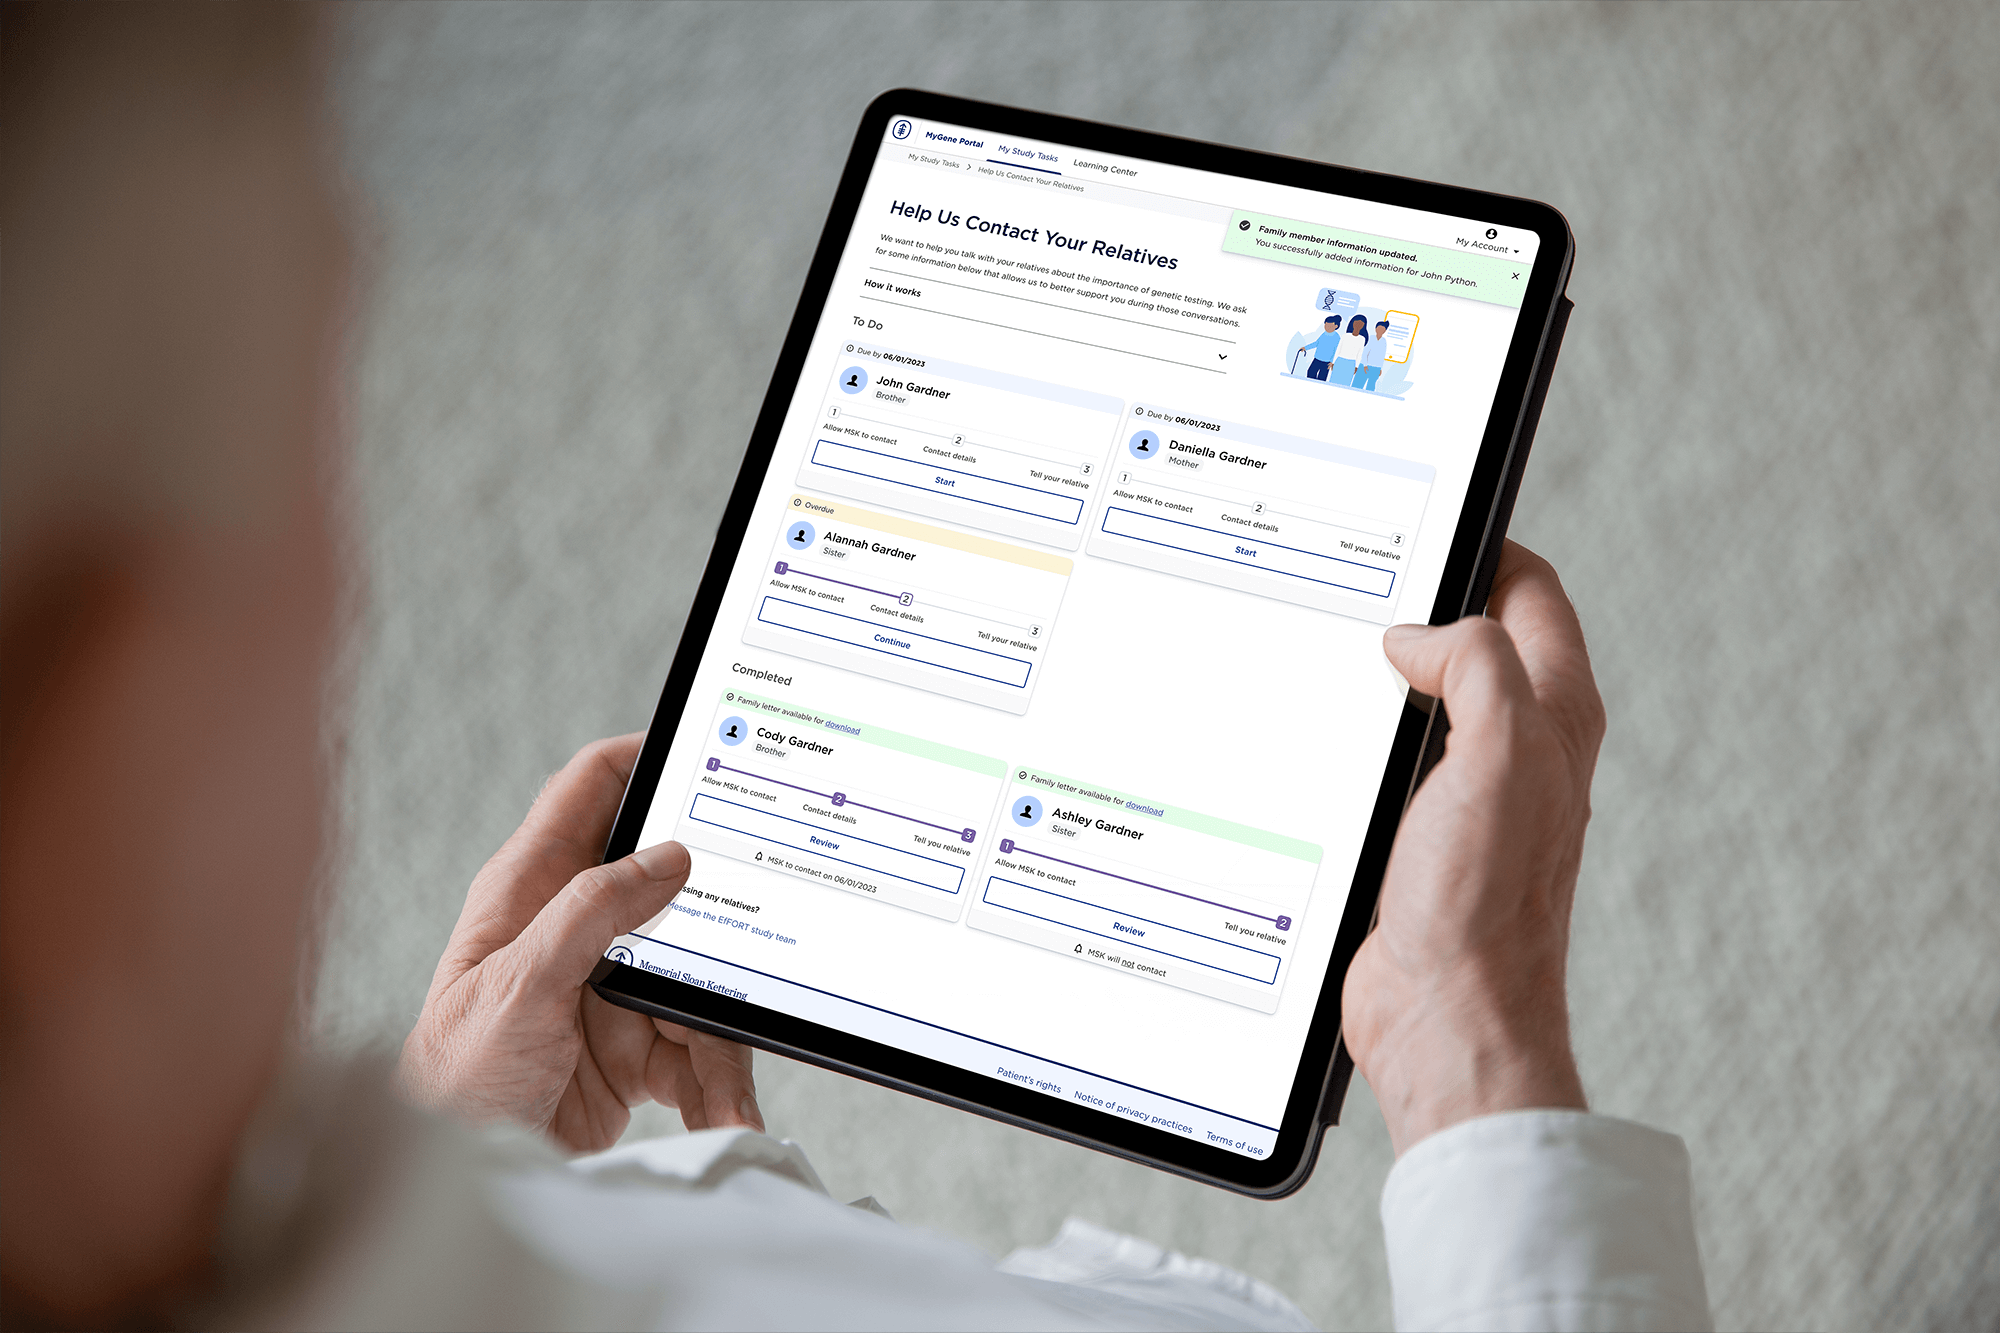 MyGene Portal
My Study Tasks
Learning Center
My Account
My Study Tasks > Help Us Contact Your Relatives
Family member information updated.
You successfully added information for John Python.
Help Us Contact Your Relatives
We want to help you talk with your relatives about the importance of genetic testing. We ask
for some information below that allows us to better support you during those conversations.
How it works
To Do
Due by 06/01/2023
John Gardner
Brother
1
2
3
Allow MSK to contact
Contact details
Tell your relative
Start
Due by 06/01/2023
Daniella Gardner
Mother
1
2
3
Allow MSK to contact
Contact details
Tell you relative
Start
Overdue
Alannah Gardner
Sister
1
2
3
Allow MSK to contact
Contact details
Tell your relative
Continue
Completed
Family letter available for download
Cody Gardner
Brother
1
2
3
Allow MSK to contact
Contact details
Tell you relative
Review
MSK to contact on 06/01/2023
Family letter available for download
Ashley Gardner
Sister
1
2
Allow MSK to contact
Tell you relative
Review
MSK will not contact
ssing any relatives?
Message the EfFORT study team
Memorial Sloan Kettering
Patient's rights
Notice of privacy practices
Terms of use